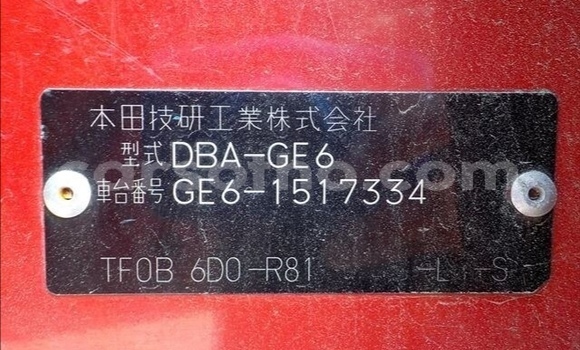 本田技研工業株式会社
型式 DBA-GE6
車台番号 GE6-1517334
TF0B 6D0-R81 -L -S